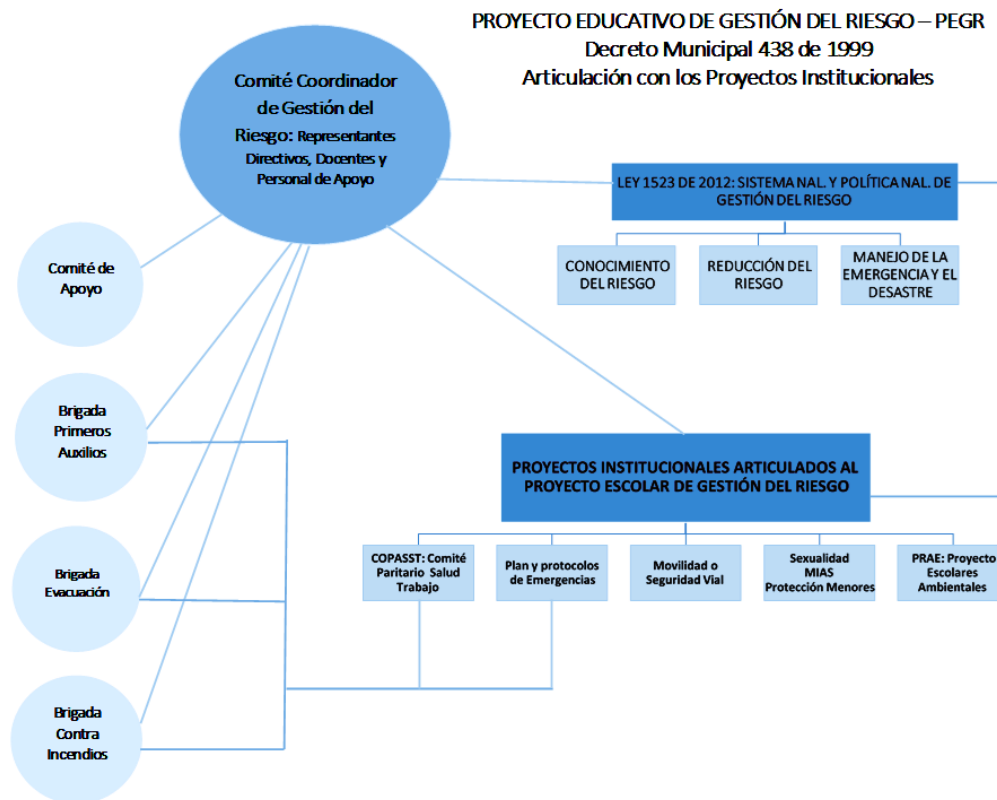 PROYECTO EDUCATIVO DE GESTIÓN DEL RIESGO – PEGR
Decreto Municipal 438 de 1999
Articulación con los Proyectos Institucionales
Comité Coordinador
de Gestión del
Riesgo: Representantes
Directivos, Docentes y
Personal de Apoyo
LEY 1523 DE 2012: SISTEMA NAL. Y POLÍTICA NAL. DE
GESTIÓN DEL RIESGO
CONOCIMIENTO
DEL RIESGO
REDUCCIÓN DEL
RIESGO
MANEJO DE LA
EMERGENCIA Y EL
DESASTRE
Comité de
Apoyo
Brigada
Primeros
Auxilios
Brigada
Evacuación
Brigada
Contra
Incendios
PROYECTOS INSTITUCIONALES ARTICULADOS AL
PROYECTO ESCOLAR DE GESTIÓN DEL RIESGO
COPASST: Comité
Paritario Salud
Trabajo
Plan y protocolos
de Emergencias
Movilidad o
Seguridad Vial
Sexualidad
MIAS
Protección Menores
PRAE: Proyecto
Escolares
Ambientales